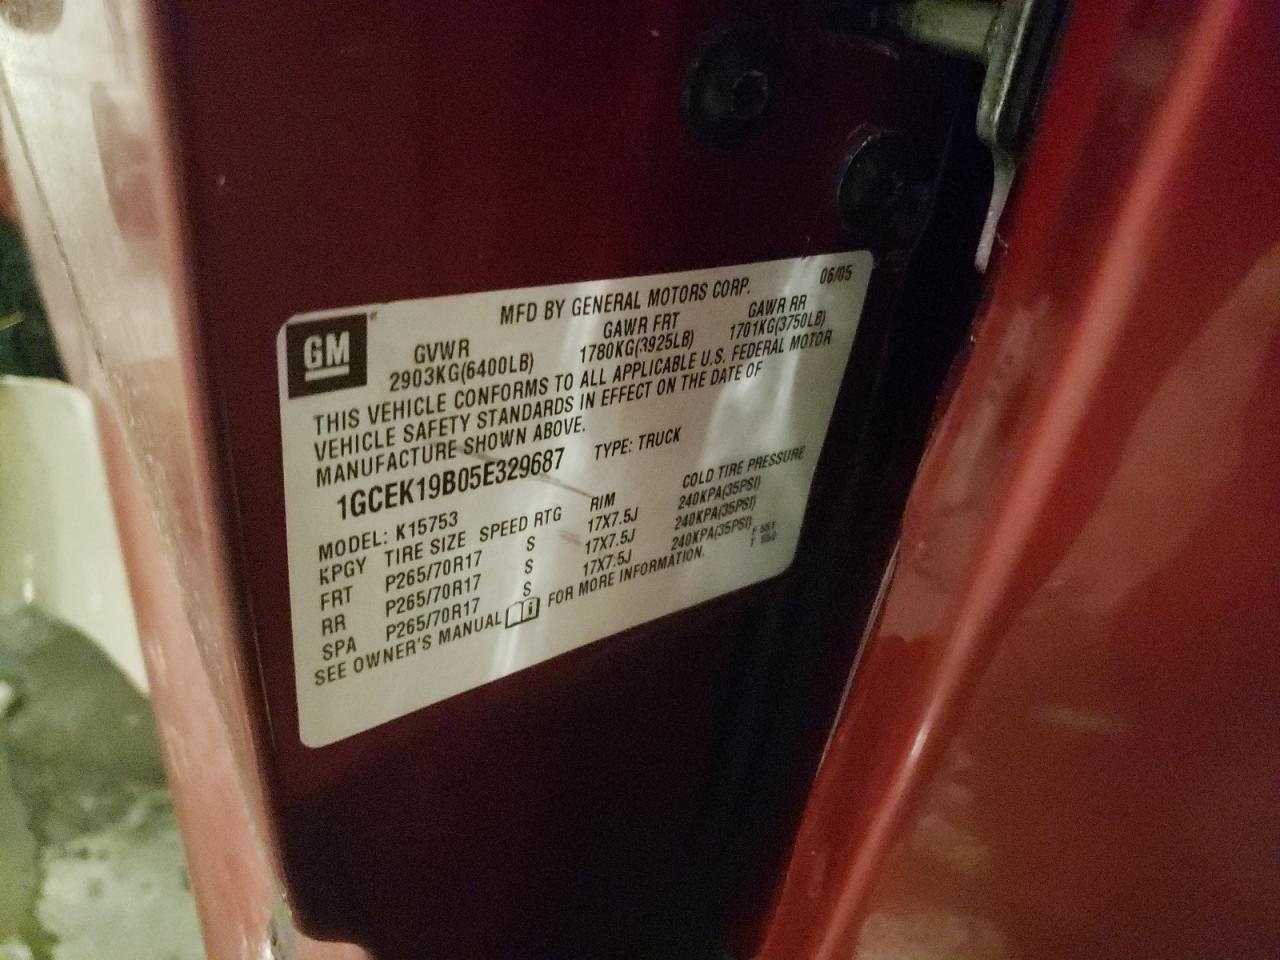 GM
MFD BY GENERAL MOTORS CORP. 06/05
GVWR GAWR FRT GAWR RR
2903KG(6400LB) 1780KG(3925LB) 1701KG(3750LB)
THIS VEHICLE CONFORMS TO ALL APPLICABLE U.S. FEDERAL MOTOR
VEHICLE SAFETY STANDARDS IN EFFECT ON THE DATE OF
MANUFACTURE SHOWN ABOVE.
1GCEK19B05E329687 TYPE: TRUCK
MODEL: K15753
KPGY TIRE SIZE SPEED RTG RIM COLD TIRE PRESSURE
FRT P265/70R17 S 17X7.5J 240KPA(35PSI)
RR P265/70R17 S 17X7.5J 240KPA(35PSI)
SPA P265/70R17 S 17X7.5J 240KPA(35PSI)
SEE OWNER'S MANUAL FOR MORE INFORMATION.